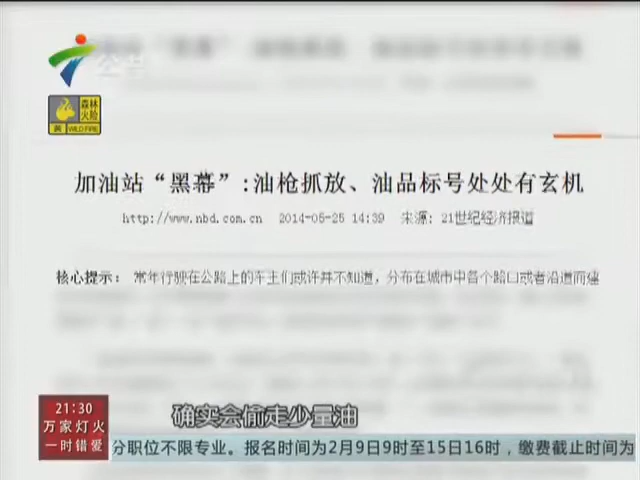 公共
森林
火险
黄 WILD FIRE
加油站“黑幕”:油枪抓放、油品标号处处有玄机
http://www.nbd.com.cn 2014-05-25 14:39 来源: 21世纪经济报道
核心提示: 常年行驶在公路上的车主们或许并不知道，分布在城市中各个路口或者沿道而建
确实会偷走少量油
21:30
万家灯火
一时错爱
分职位不限专业。报名时间为2月9日9时至15日16时，缴费截止时间为